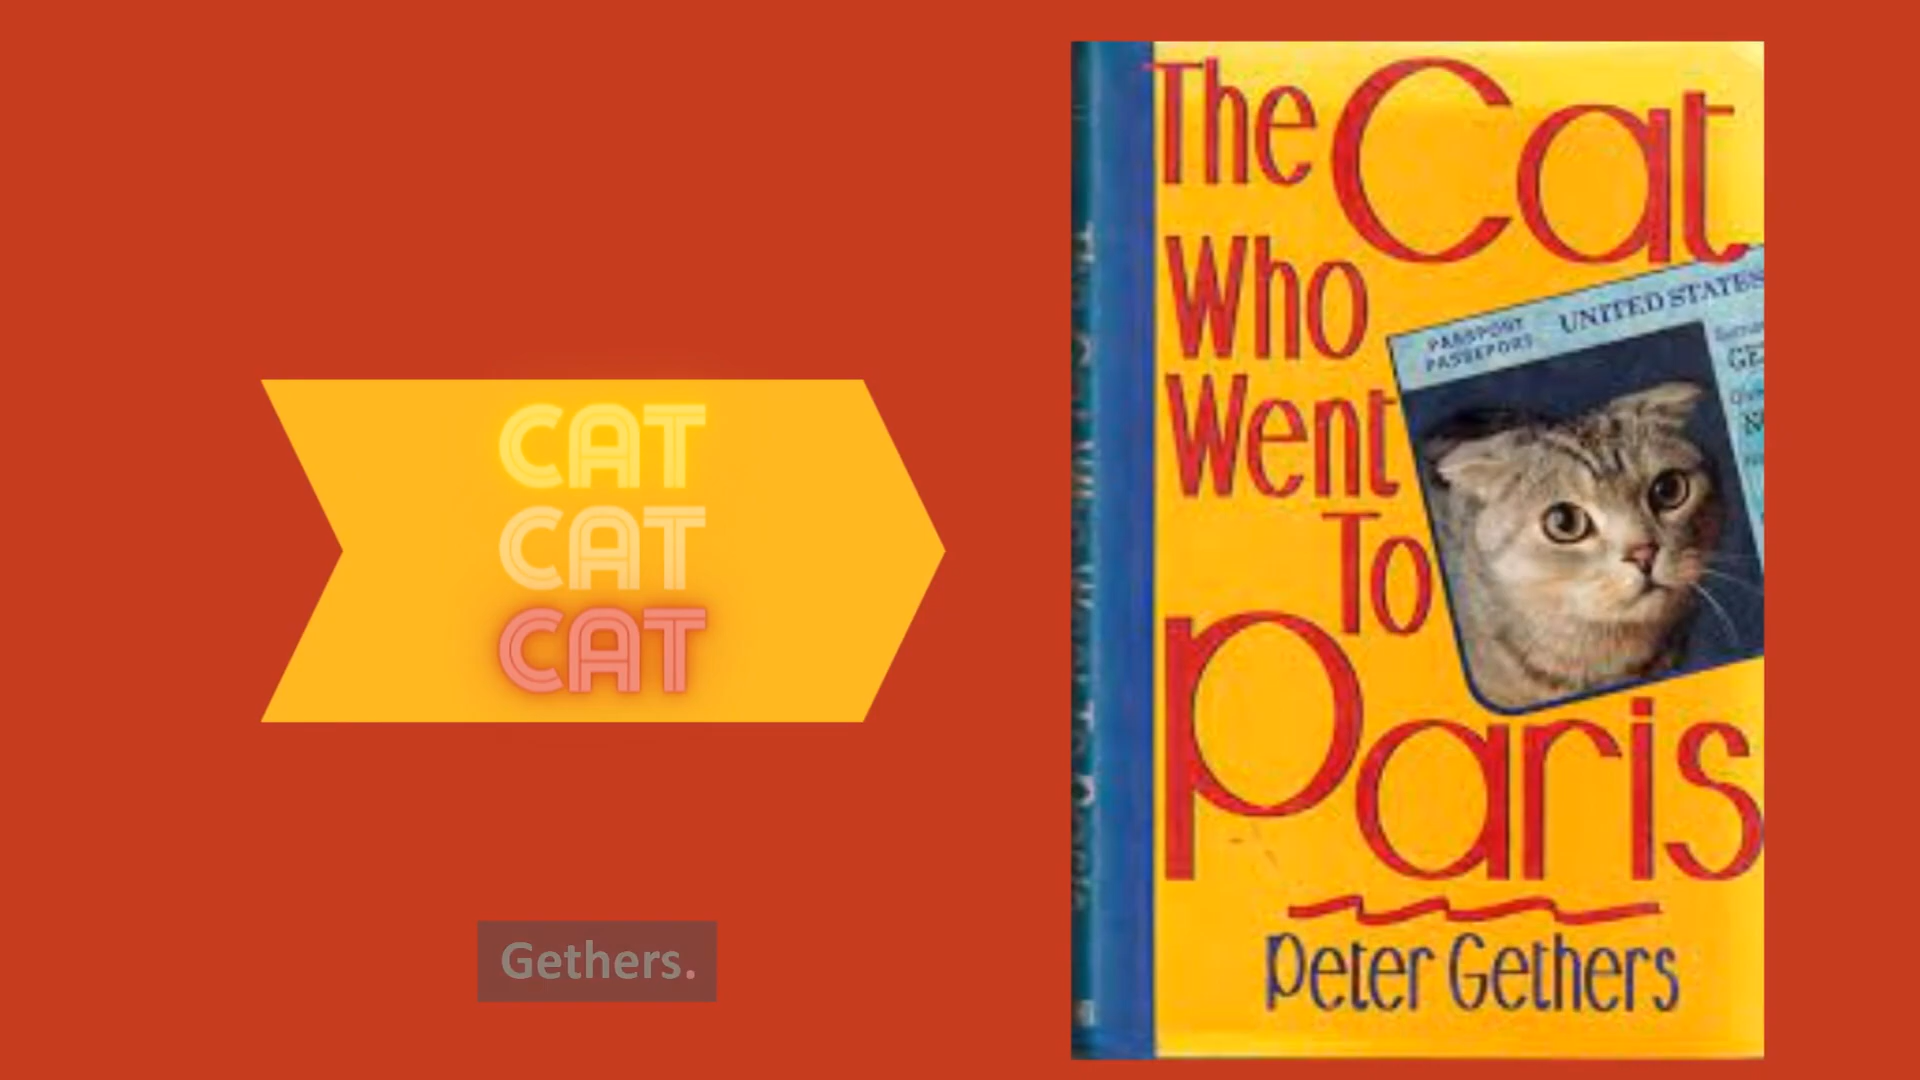 CAT
CAT
CAT
Gethers.
The Cat
Who
Went
To
Paris
PASSPORT
PASSEPORT
UNITED STATES
Peter Gethers